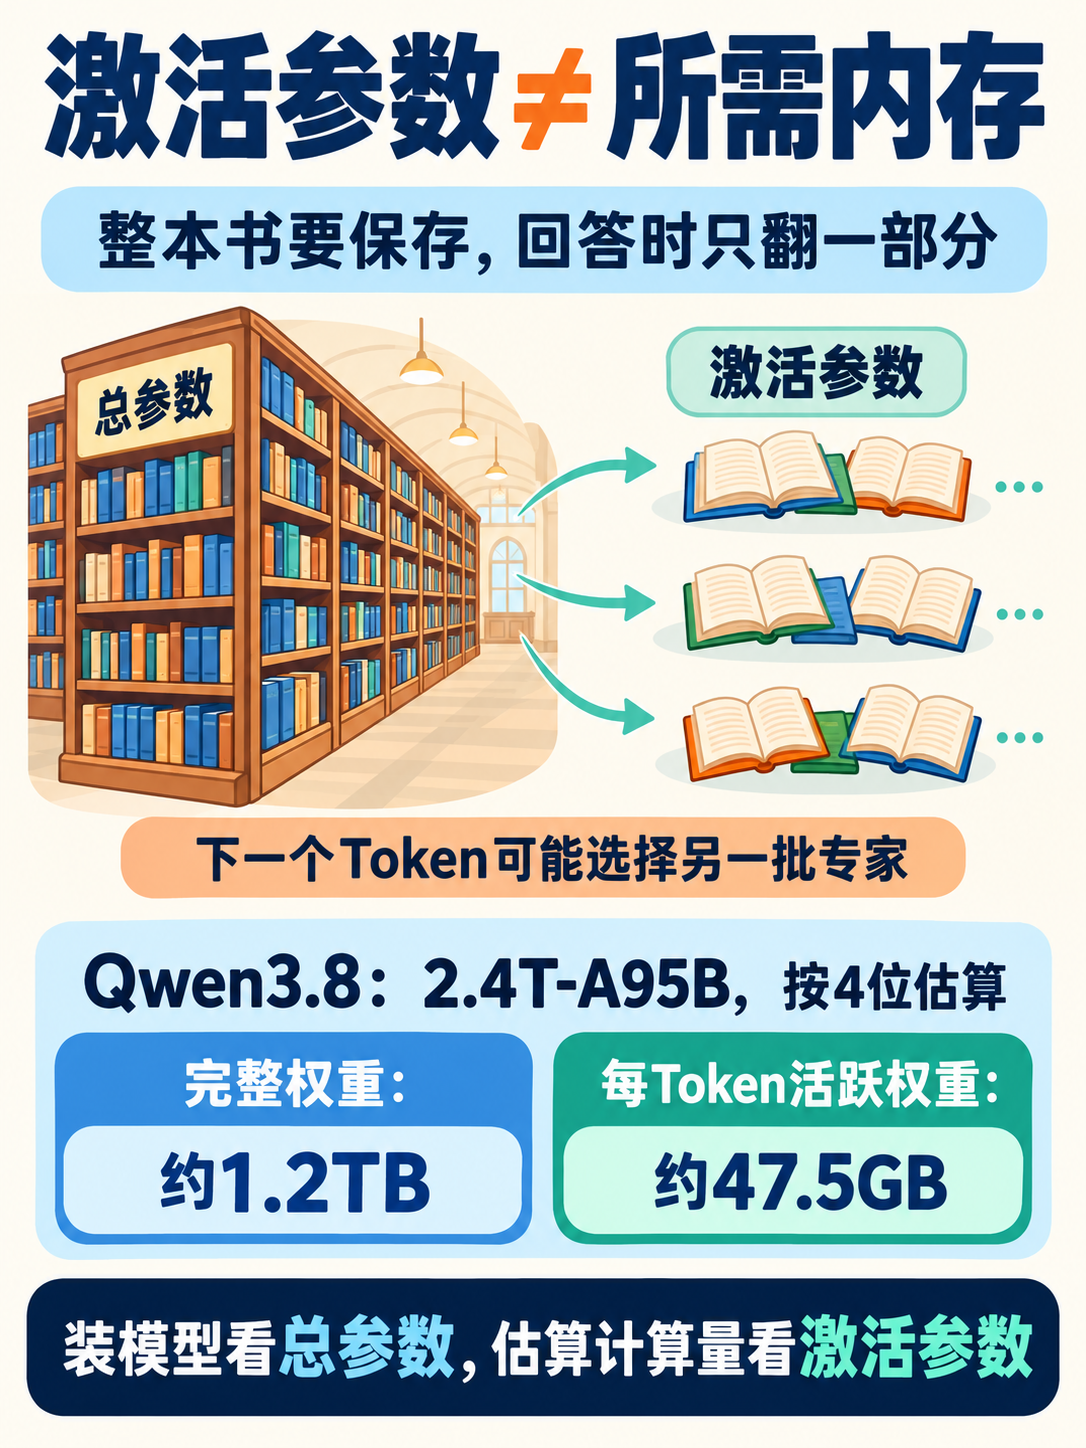 激活参数≠所需内存
整本书要保存，回答时只翻一部分
总参数
激活参数
...
...
...
下一个Token可能选择另一批专家
Qwen3.8：2.4T-A95B，按4位估算
完整权重：
约1.2TB
每Token活跃权重：
约47.5GB
装模型看总参数，估算计算量看激活参数